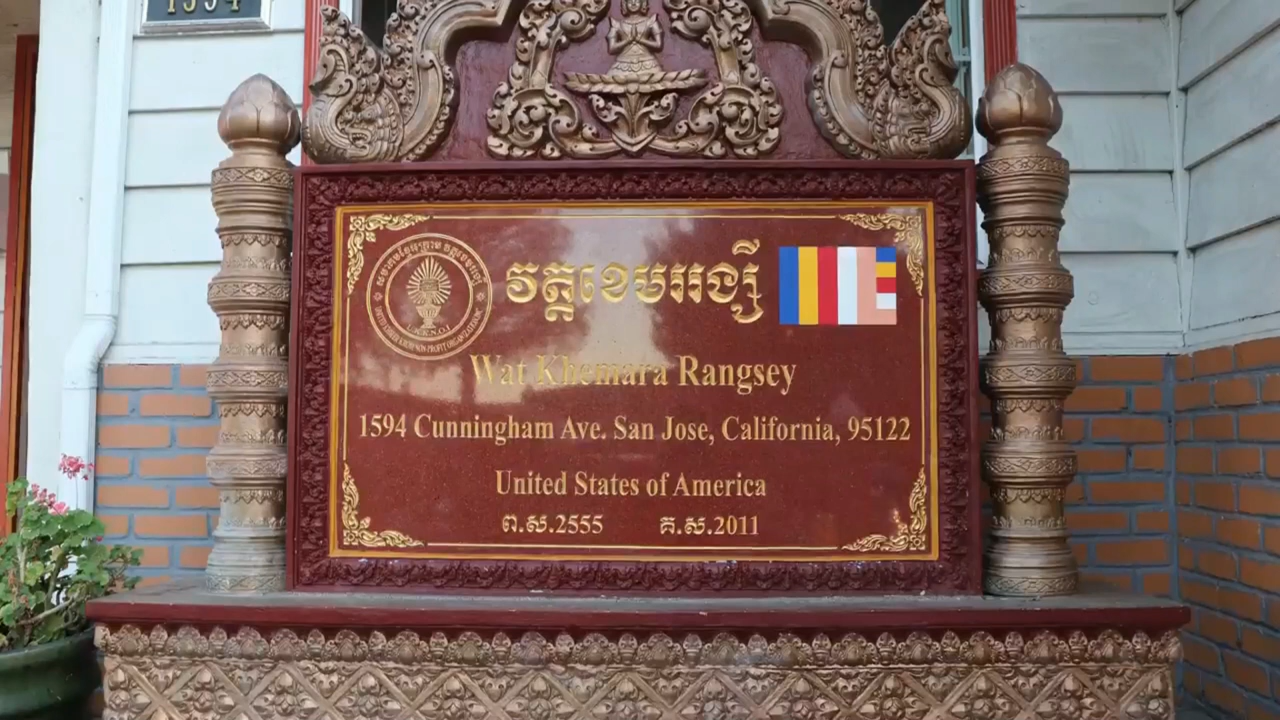 1594
វត្តខេមររង្ស៊ី
U.K.K.N.O.I
Wat Khemara Rangsey
1594 Cunningham Ave. San Jose, California, 95122
United States of America
ព.ស.2555 គ.ស.2011